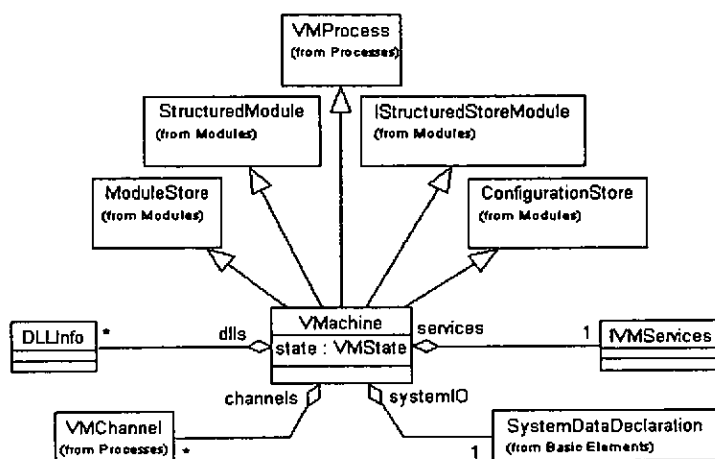 VMProcess
(from Processes)
StructuredModule
(from Modules)
IStructuredStoreModule
(from Modules)
ModuleStore
(from Modules)
ConfigurationStore
(from Modules)
VMachine
state : VMState
DLLInfo
*
dlls
services
1
IVMServices
channels
systemIO
VMChannel
(from Processes)
*
1
SystemDataDeclaration
(from Basic Elements)